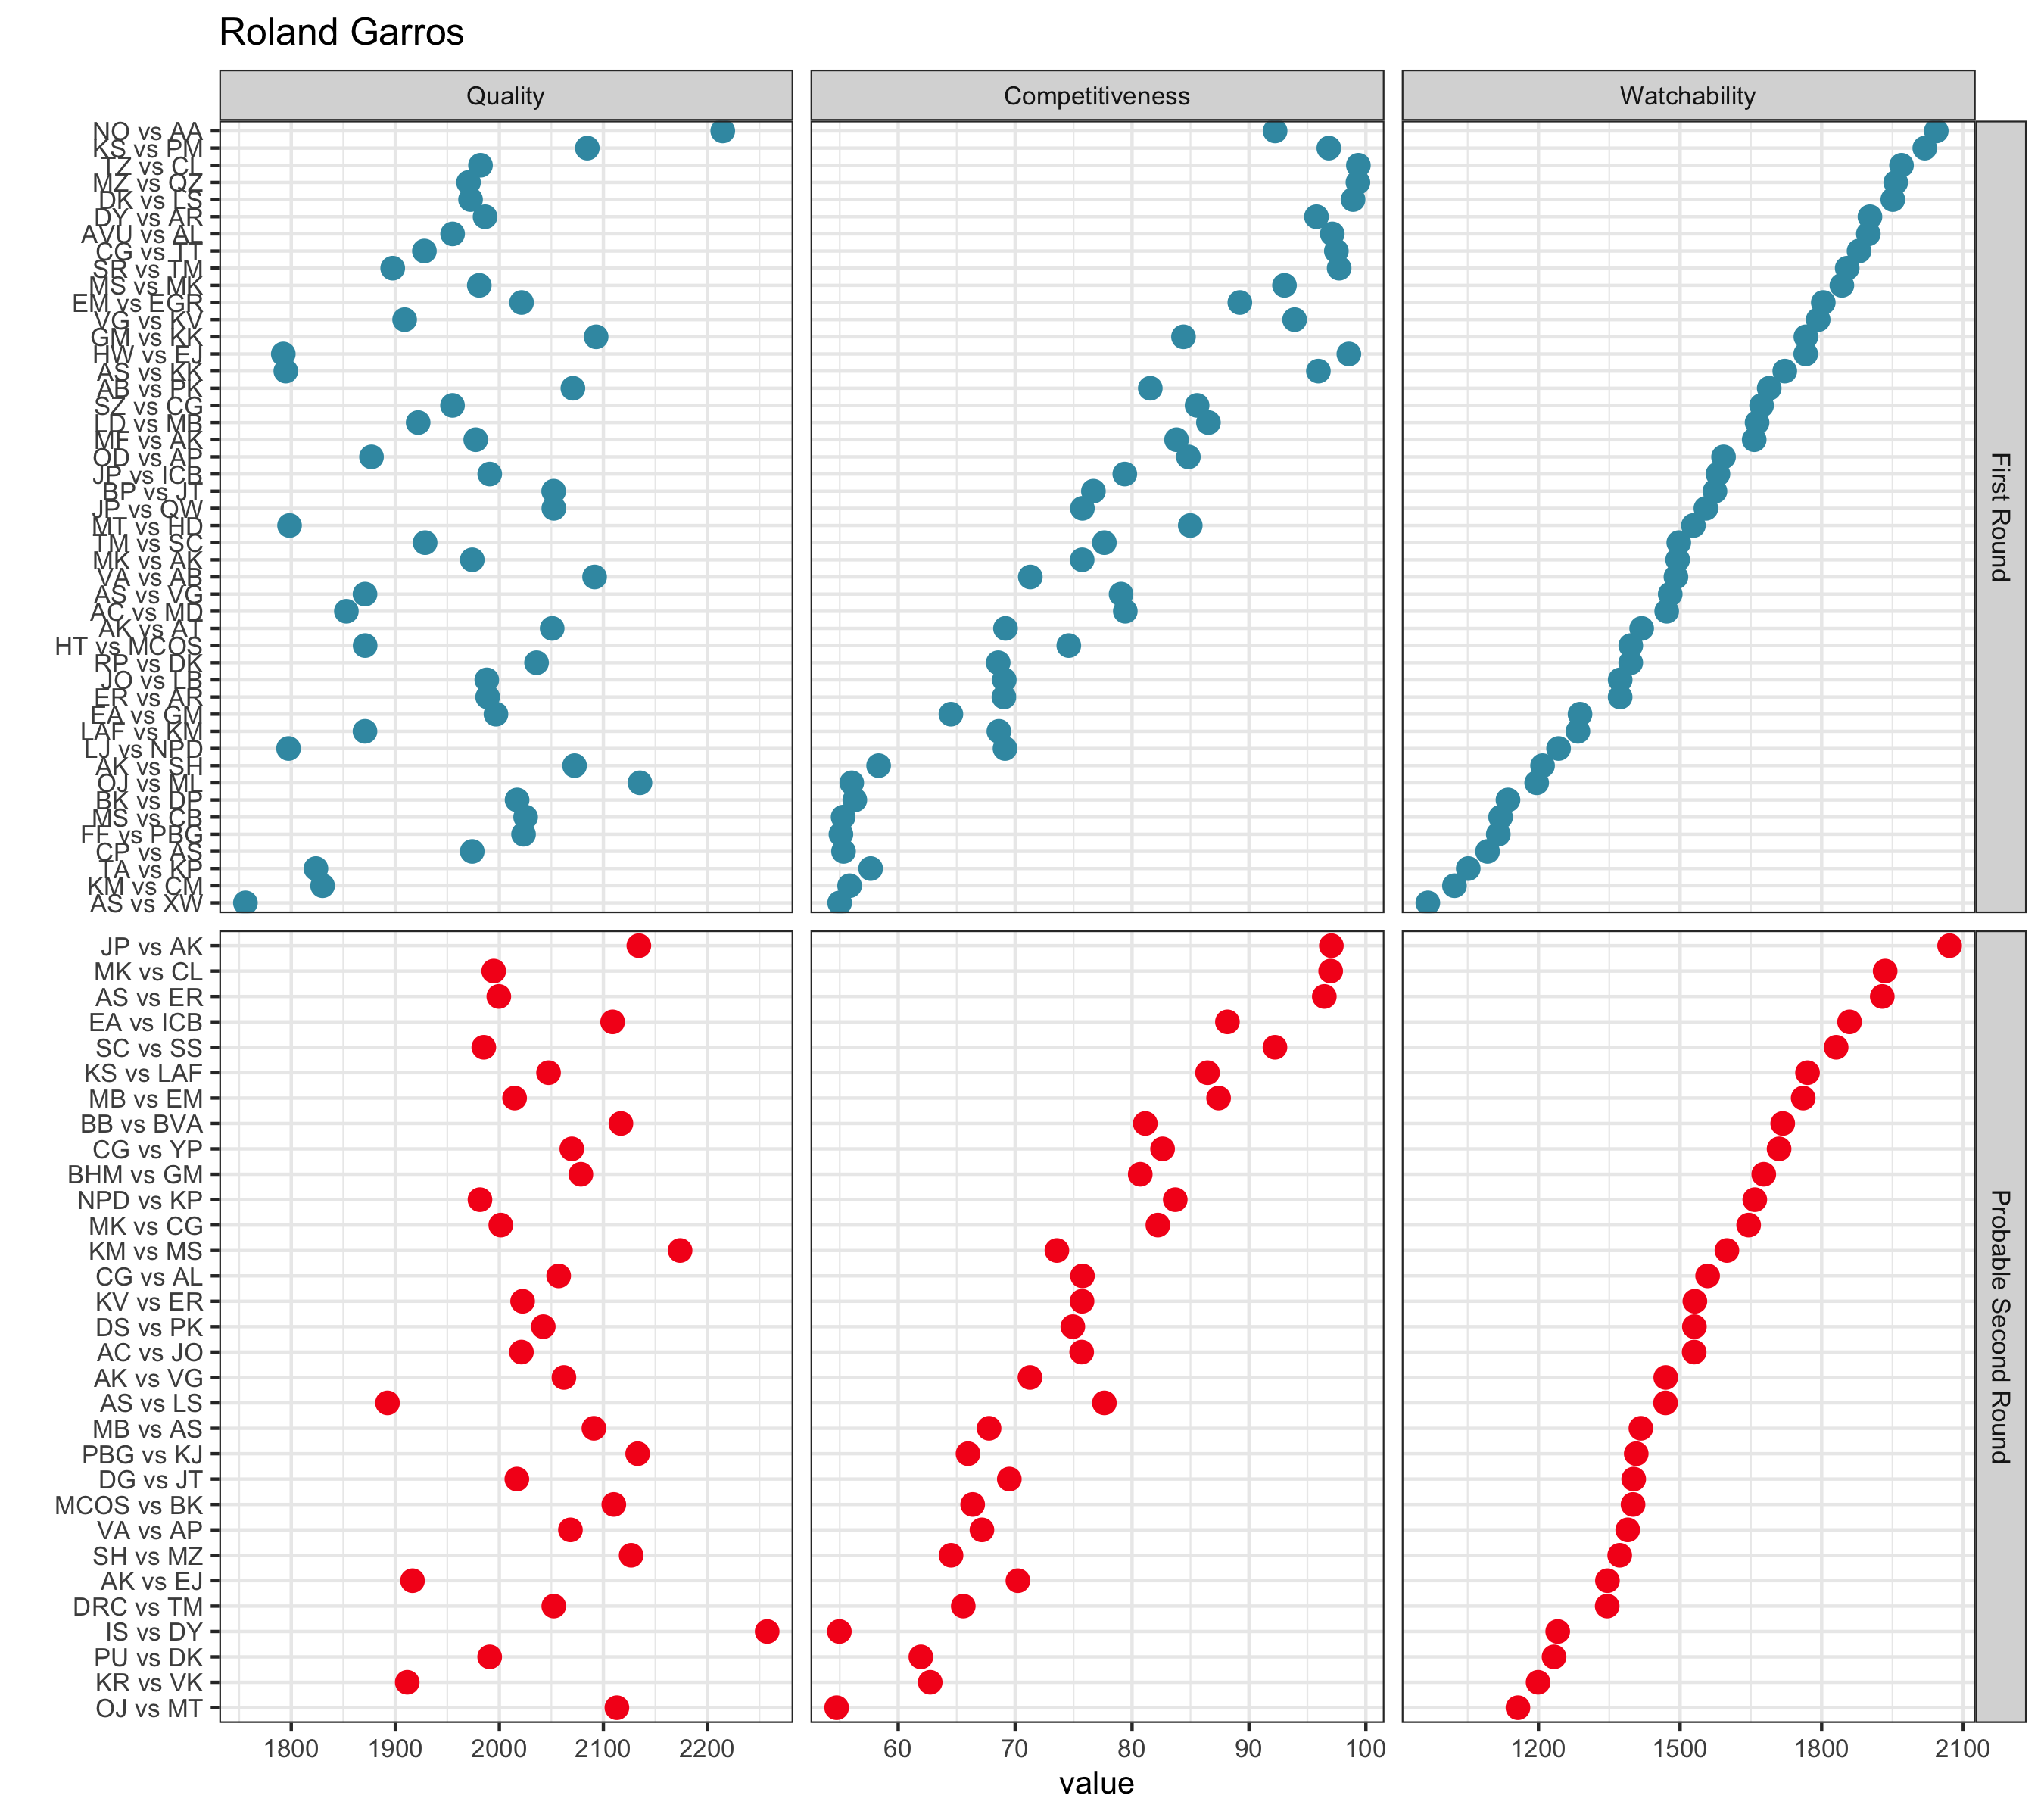 Roland Garros
Quality
Competitiveness
Watchability
NO vs AA
KS vs PM
TZ vs CL
MZ vs QZ
DK vs LS
DY vs AR
AVU vs AL
CG vs TT
SR vs TM
MS vs MK
EM vs EGR
VG vs KV
GM vs KK
HW vs EJ
AS vs KK
AB vs PK
SZ vs CG
LD vs MB
MF vs AK
OD vs AP
JP vs ICB
BP vs JT
JP vs QW
MT vs HD
TM vs SC
MK vs AK
VA vs AB
AS vs VG
AC vs MD
AK vs AT
HT vs MCOS
RP vs DK
JO vs LB
ER vs AR
EA vs GM
LAF vs KM
LJ vs NPD
AK vs SH
OJ vs ML
BK vs DP
MS vs CB
FF vs PBG
CP vs AS
TA vs KP
KM vs CM
AS vs XW
First Round
JP vs AK
MK vs CL
AS vs ER
EA vs ICB
SC vs SS
KS vs LAF
MB vs EM
BB vs BVA
CG vs YP
BHM vs GM
NPD vs KP
MK vs CG
KM vs MS
CG vs AL
KV vs ER
DS vs PK
AC vs JO
AK vs VG
AS vs LS
MB vs AS
PBG vs KJ
DG vs JT
MCOS vs BK
VA vs AP
SH vs MZ
AK vs EJ
DRC vs TM
IS vs DY
PU vs DK
KR vs VK
OJ vs MT
Probable Second Round
1800 1900 2000 2100 2200
60 70 80 90 100
1200 1500 1800 2100
value